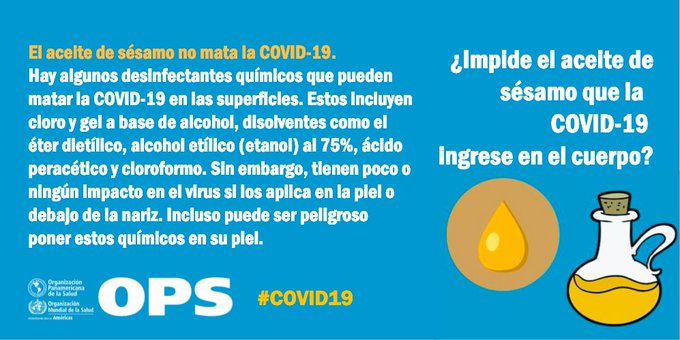 El aceite de sésamo no mata la COVID-19.
Hay algunos desinfectantes químicos que pueden
matar la COVID-19 en las superficies. Estos incluyen
cloro y gel a base de alcohol, disolventes como el
éter dietílico, alcohol etílico (etanol) al 75%, ácido
peracético y cloroformo. Sin embargo, tienen poco o
ningún impacto en el virus si los aplica en la piel o
debajo de la nariz. Incluso puede ser peligroso
poner estos químicos en su piel.
¿Impide el aceite de
sésamo que la
COVID-19
ingrese en el cuerpo?
Organización
Panamericana
de la Salud
Organización
Mundial de la Salud
Américas
OPS
#COVID19